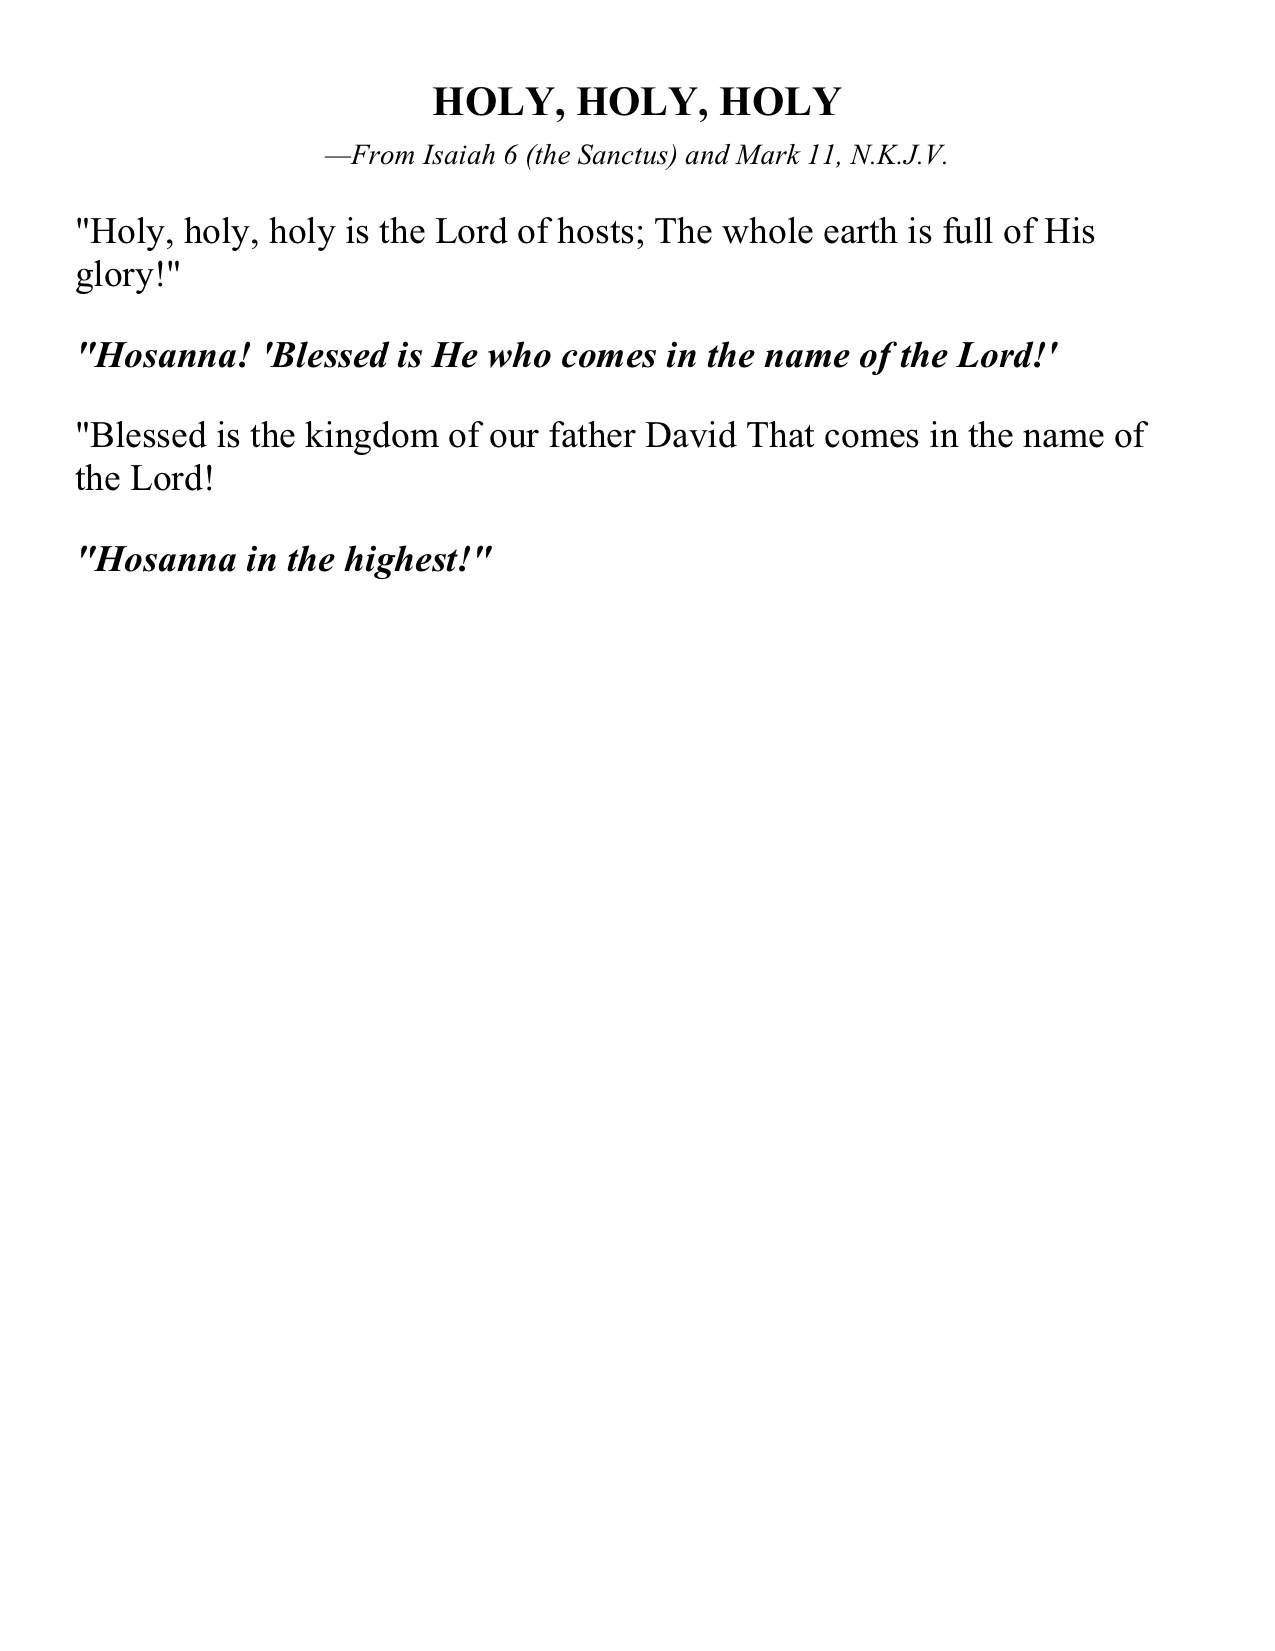 HOLY, HOLY, HOLY
—From Isaiah 6 (the Sanctus) and Mark 11, N.K.J.V.
"Holy, holy, holy is the Lord of hosts; The whole earth is full of His
glory!"
"Hosanna! 'Blessed is He who comes in the name of the Lord!'
"Blessed is the kingdom of our father David That comes in the name of
the Lord!
"Hosanna in the highest!"